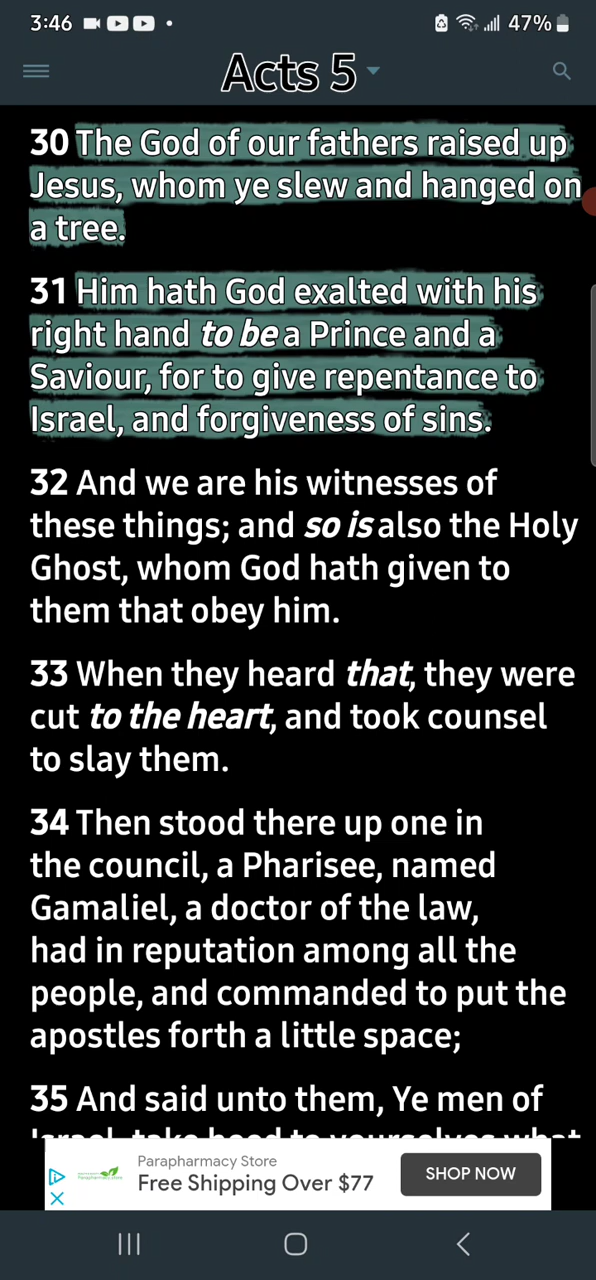 3:46
47%
Acts 5
30 The God of our fathers raised up
Jesus, whom ye slew and hanged on
a tree.
31 Him hath God exalted with his
right hand to be a Prince and a
Saviour, for to give repentance to
Israel, and forgiveness of sins.
32 And we are his witnesses of
these things; and so is also the Holy
Ghost, whom God hath given to
them that obey him.
33 When they heard that, they were
cut to the heart, and took counsel
to slay them.
34 Then stood there up one in
the council, a Pharisee, named
Gamaliel, a doctor of the law,
had in reputation among all the
people, and commanded to put the
apostles forth a little space;
35 And said unto them, Ye men of
Israel, take heed to yourselves what
Parapharmacy Store
Free Shipping Over $77
SHOP NOW